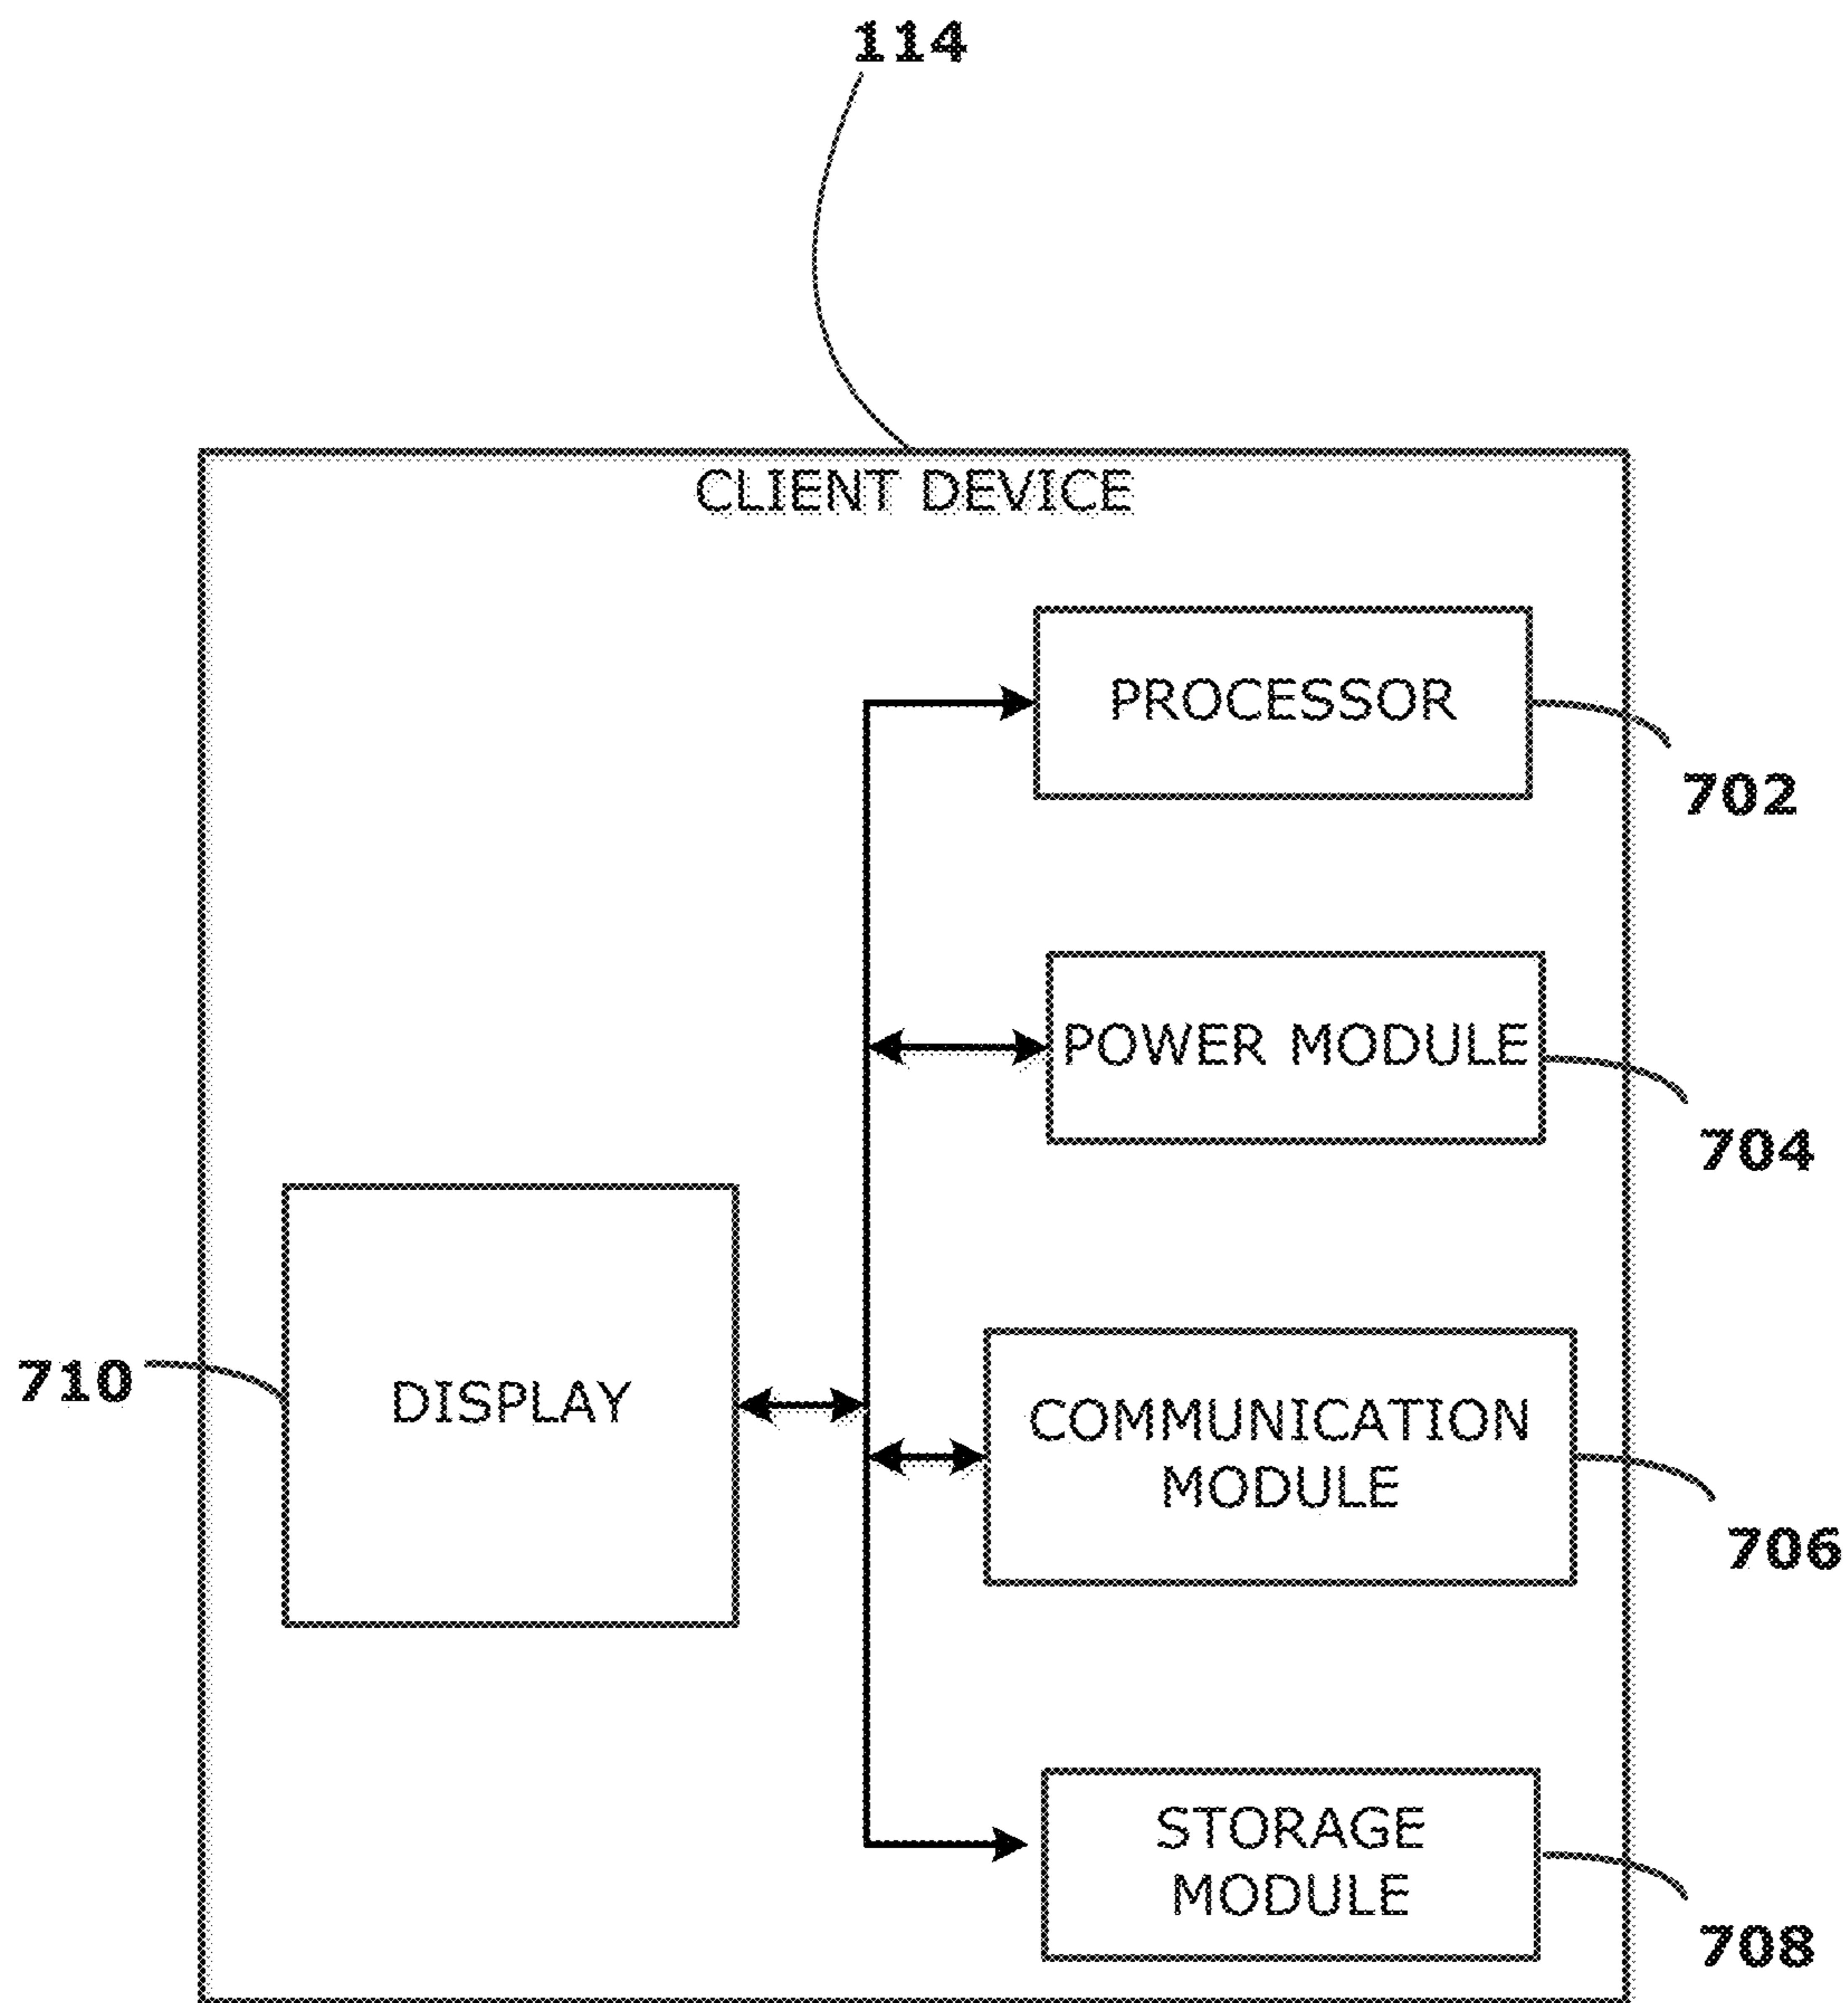 114
CLIENT DEVICE
PROCESSOR
702
POWER MODULE
704
710
DISPLAY
COMMUNICATION
MODULE
706
STORAGE
MODULE
708